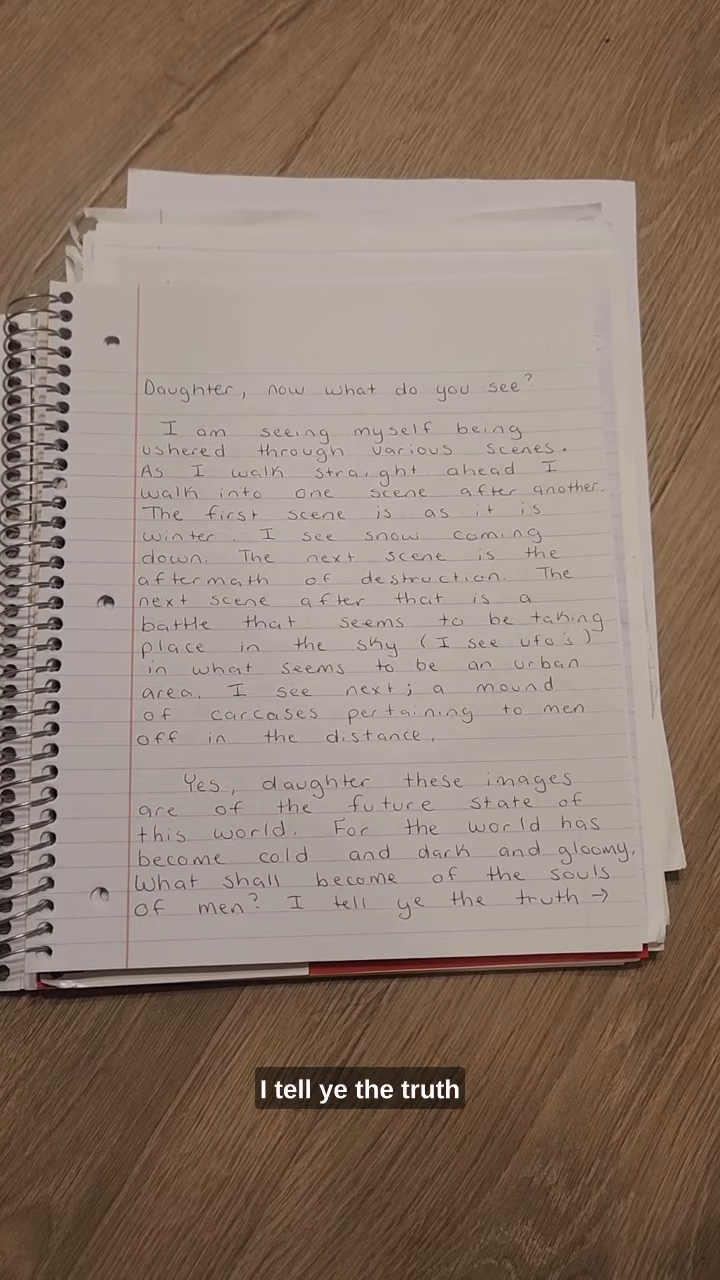 Daughter, now what do you see?
I am seeing myself being
ushered through various scenes.
As I walk straight ahead I
walk into one scene after another.
The first scene is as it is
winter. I see snow coming
down. The next scene is the
aftermath of destruction. The
next scene after that is a
battle that seems to be taking
place in the sky (I see ufo's)
in what seems to be an urban
area. I see next; a mound
of carcases pertaining to men
off in the distance.
Yes, daughter these images
are of the future state of
this world. For the world has
become cold and dark and gloomy.
What shall become of the souls
of men? I tell ye the truth →
I tell ye the truth